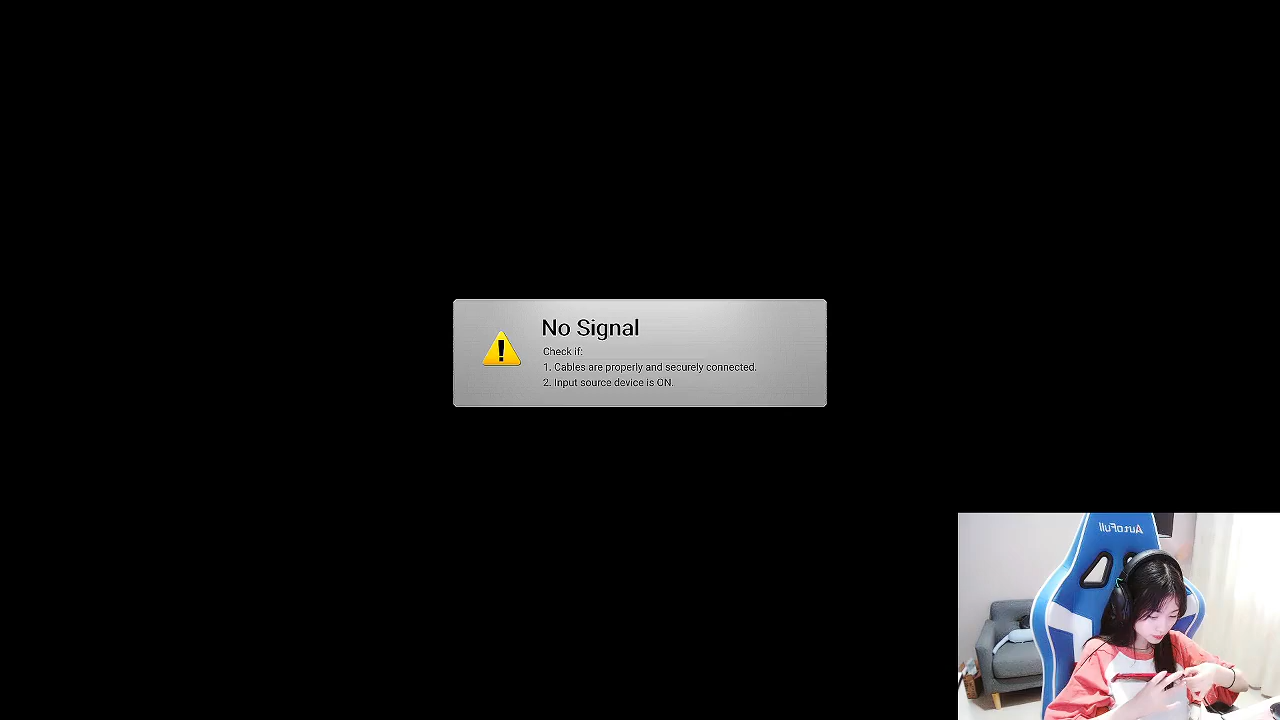 No Signal
Check if:
1. Cables are properly and securely connected.
2. Input source device is ON.
AutoFull